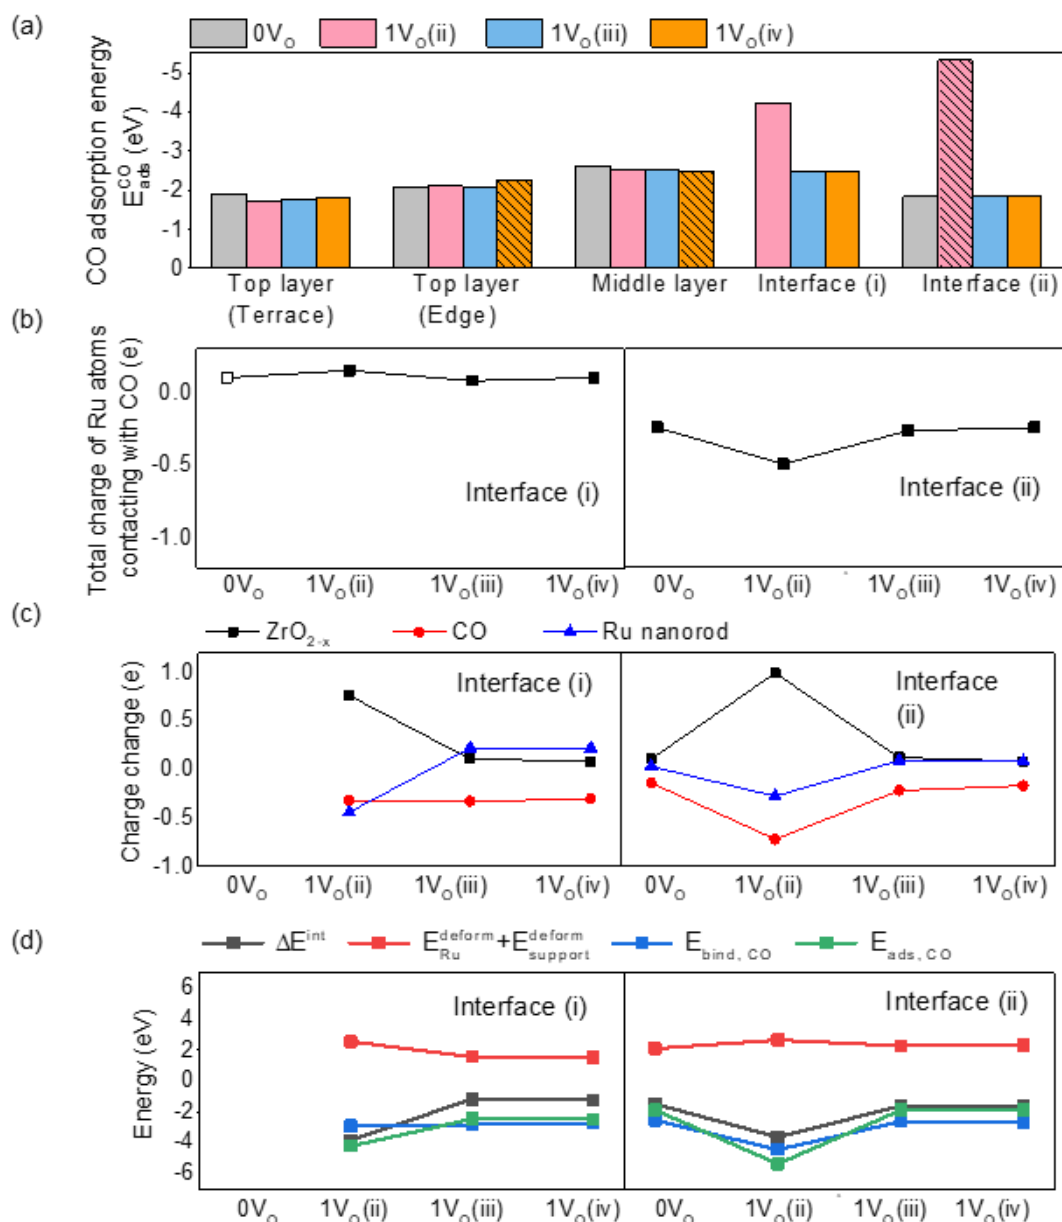 (a)
0V_O 1V_O(ii) 1V_O(iii) 1V_O(iv)
CO adsorption energy
E_ads^CO (eV)
-5
-4
-3
-2
-1
0
Top layer (Terrace)
Top layer (Edge)
Middle layer
Interface (i)
Interface (ii)
(b)
Total charge of Ru atoms
contacting with CO (e)
0.0
-0.5
-1.0
Interface (i)
Interface (ii)
0V_O 1V_O(ii) 1V_O(iii) 1V_O(iv)
0V_O 1V_O(ii) 1V_O(iii) 1V_O(iv)
(c)
ZrO_2-x CO Ru nanorod
Charge change (e)
1.0
0.5
0.0
-0.5
-1.0
Interface (i)
Interface
(ii)
0V_O 1V_O(ii) 1V_O(iii) 1V_O(iv)
0V_O 1V_O(ii) 1V_O(iii) 1V_O(iv)
(d)
ΔE^int E_Ru^deform+E_support^deform E_bind, CO E_ads, CO
Energy (eV)
6
4
2
0
-2
-4
-6
Interface (i)
Interface (ii)
0V_O 1V_O(ii) 1V_O(iii) 1V_O(iv)
0V_O 1V_O(ii) 1V_O(iii) 1V_O(iv)